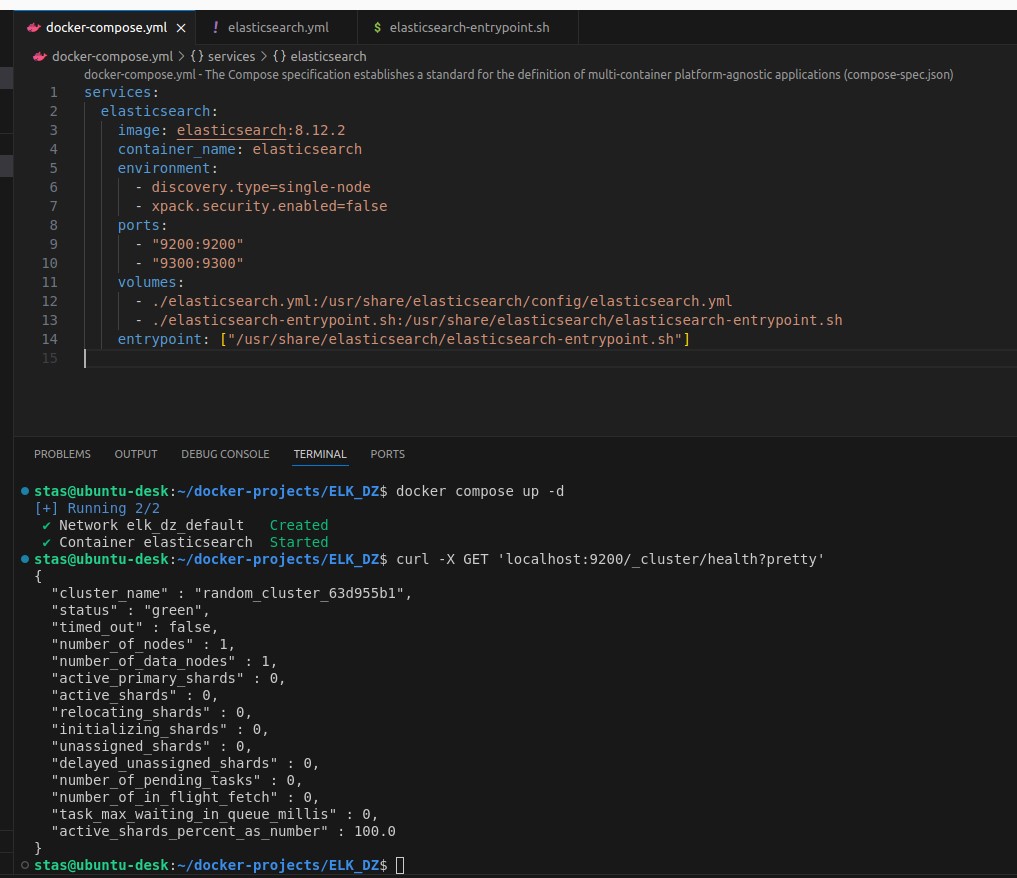 docker-compose.yml × ! elasticsearch.yml $ elasticsearch-entrypoint.sh
docker-compose.yml > {} services > {} elasticsearch
docker-compose.yml - The Compose specification establishes a standard for the definition of multi-container platform-agnostic applications (compose-spec.json)
1 services:
2   elasticsearch:
3     image: elasticsearch:8.12.2
4     container_name: elasticsearch
5     environment:
6       - discovery.type=single-node
7       - xpack.security.enabled=false
8     ports:
9       - "9200:9200"
10       - "9300:9300"
11     volumes:
12       - ./elasticsearch.yml:/usr/share/elasticsearch/config/elasticsearch.yml
13       - ./elasticsearch-entrypoint.sh:/usr/share/elasticsearch/elasticsearch-entrypoint.sh
14     entrypoint: ["/usr/share/elasticsearch/elasticsearch-entrypoint.sh"]
15
PROBLEMS OUTPUT DEBUG CONSOLE TERMINAL PORTS
stas@ubuntu-desk:~/docker-projects/ELK_DZ$ docker compose up -d
[+] Running 2/2
✔ Network elk_dz_default Created
✔ Container elasticsearch Started
stas@ubuntu-desk:~/docker-projects/ELK_DZ$ curl -X GET 'localhost:9200/_cluster/health?pretty'
{
  "cluster_name" : "random_cluster_63d955b1",
  "status" : "green",
  "timed_out" : false,
  "number_of_nodes" : 1,
  "number_of_data_nodes" : 1,
  "active_primary_shards" : 0,
  "active_shards" : 0,
  "relocating_shards" : 0,
  "initializing_shards" : 0,
  "unassigned_shards" : 0,
  "delayed_unassigned_shards" : 0,
  "number_of_pending_tasks" : 0,
  "number_of_in_flight_fetch" : 0,
  "task_max_waiting_in_queue_millis" : 0,
  "active_shards_percent_as_number" : 100.0
}
stas@ubuntu-desk:~/docker-projects/ELK_DZ$